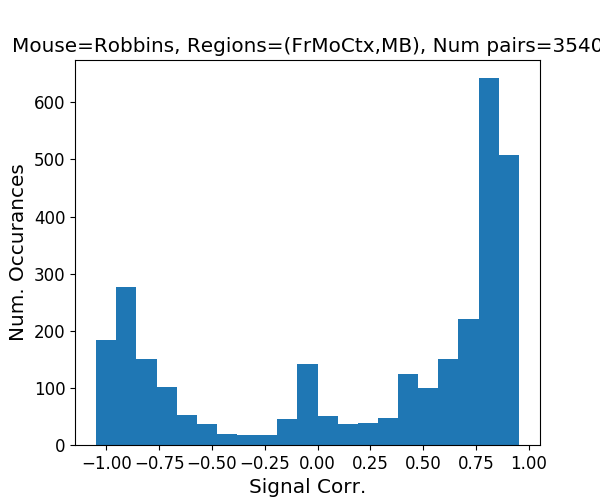 Mouse=Robbins, Regions=(FrMoCtx,MB), Num pairs=3540
600
500
400
300
200
100
0
Num. Occurances
−1.00 −0.75 −0.50 −0.25 0.00 0.25 0.50 0.75 1.00
Signal Corr.